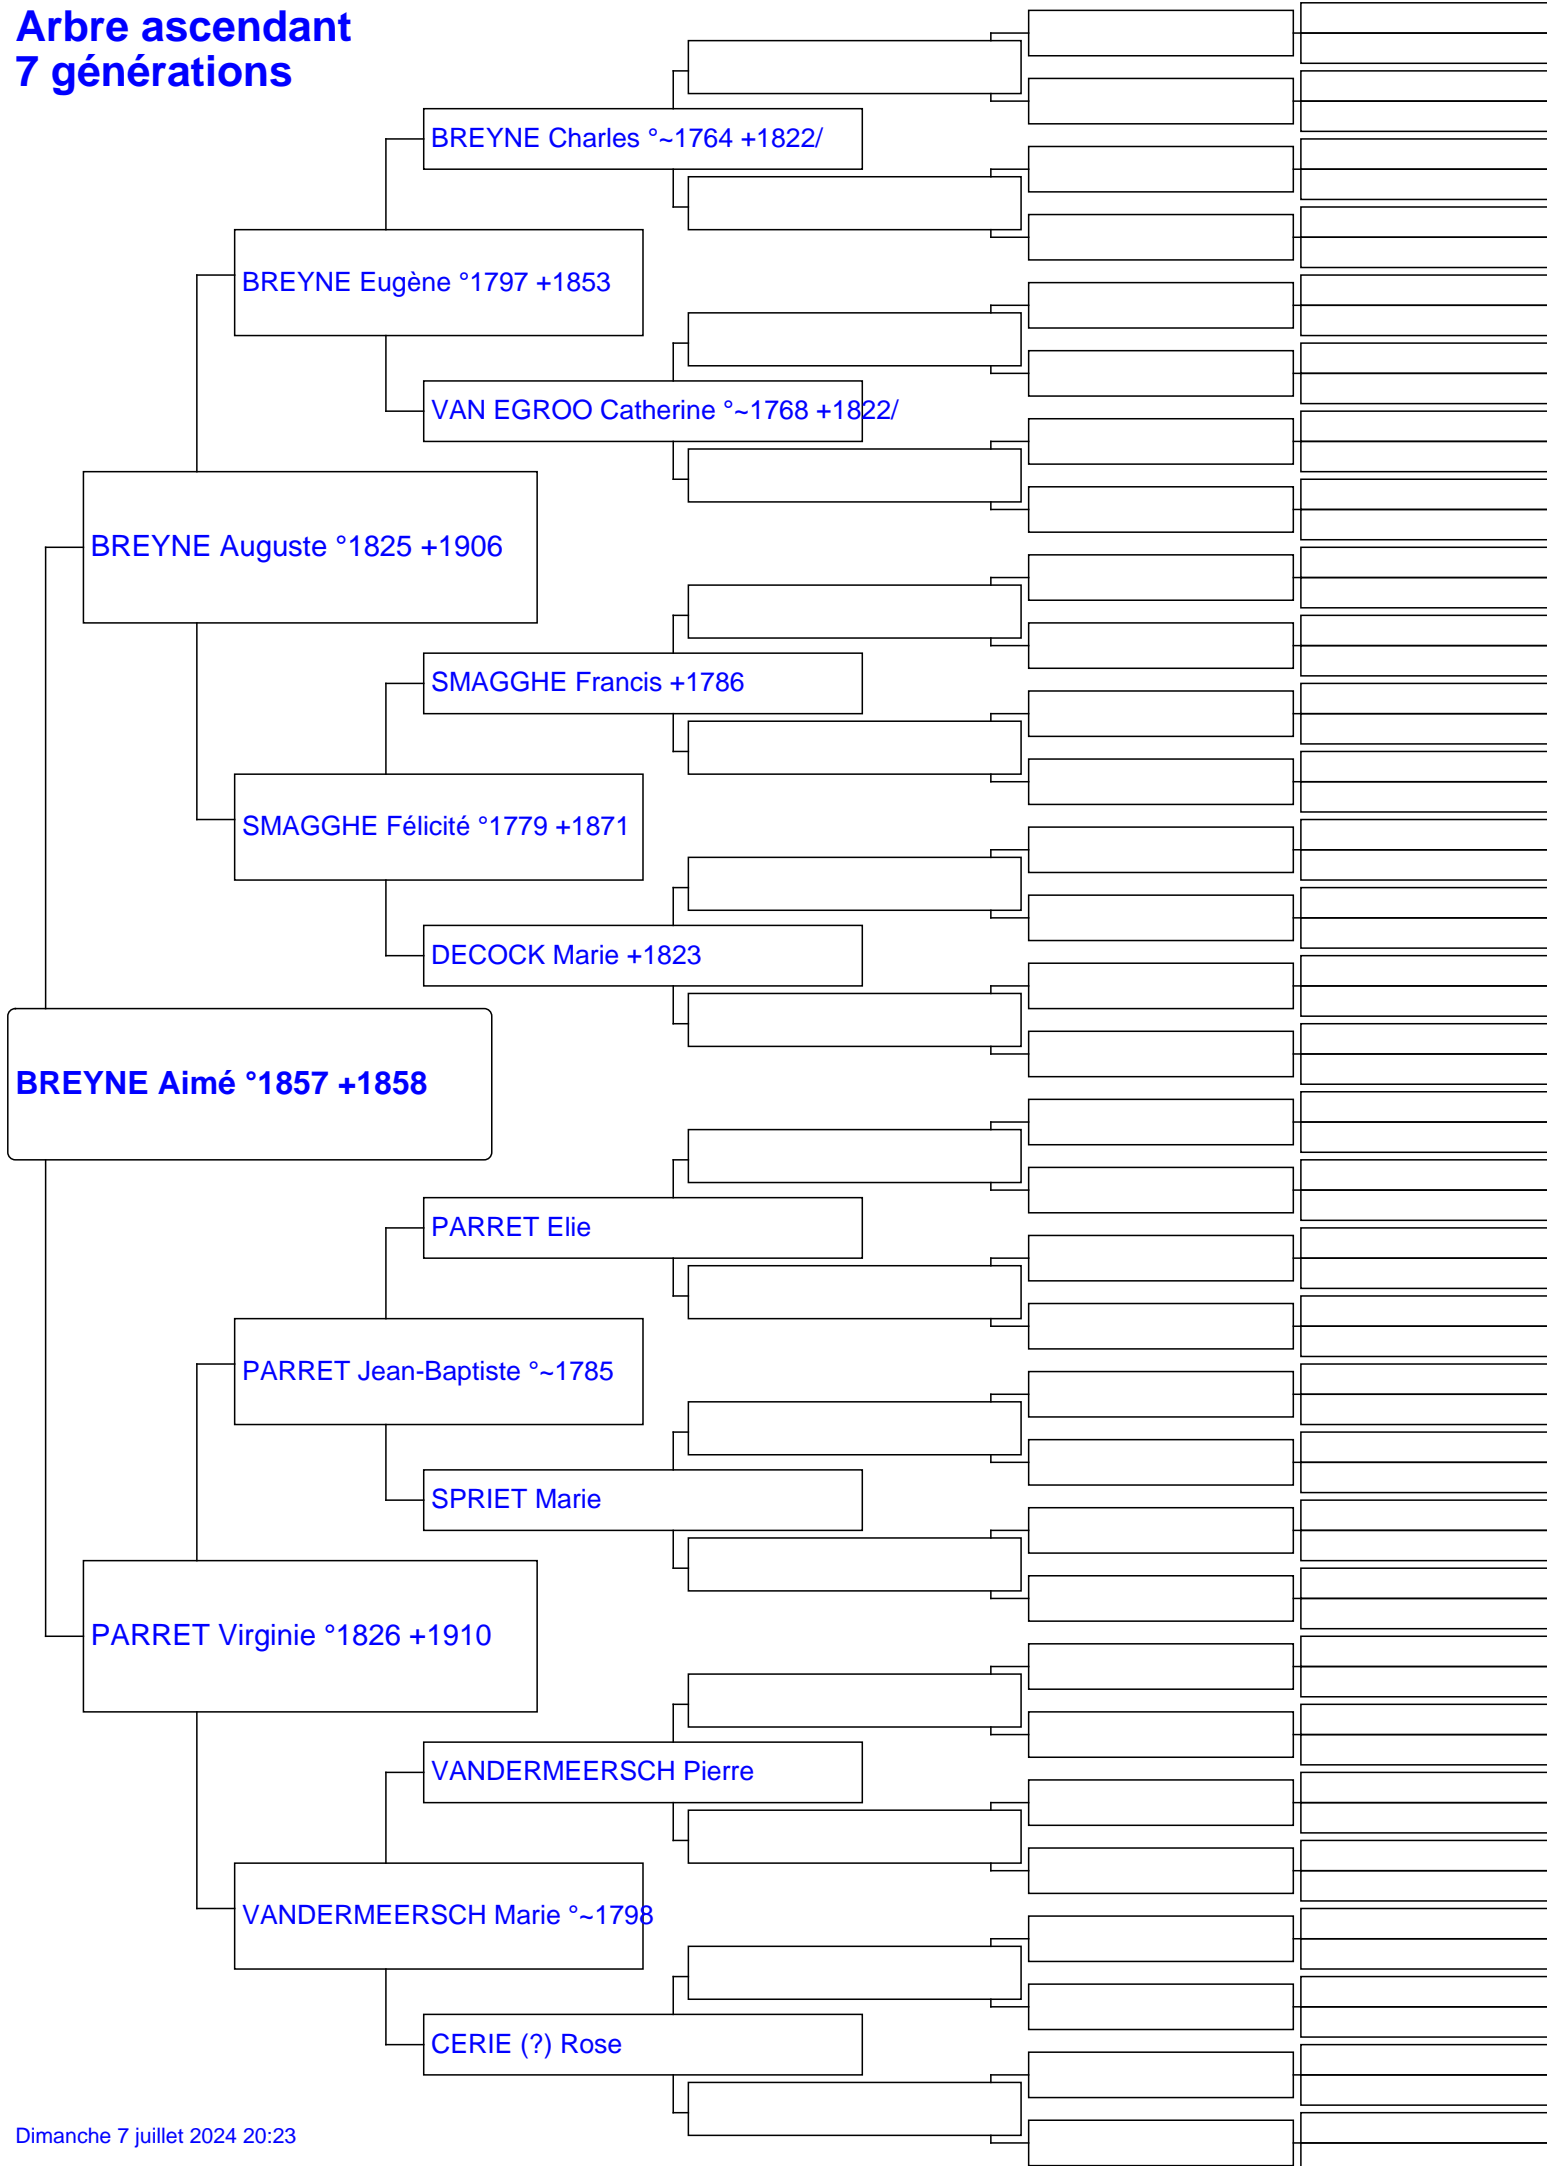 Arbre ascendant
7 générations
BREYNE Charles °~1764 +1822/
BREYNE Eugène °1797 +1853
VAN EGROO Catherine °~1768 +1822/
BREYNE Auguste °1825 +1906
SMAGGHE Francis +1786
SMAGGHE Félicité °1779 +1871
DECOCK Marie +1823
BREYNE Aimé °1857 +1858
PARRET Elie
PARRET Jean-Baptiste °~1785
SPRIET Marie
PARRET Virginie °1826 +1910
VANDERMEERSCH Pierre
VANDERMEERSCH Marie °~1798
CERIE (?) Rose
Dimanche 7 juillet 2024 20:23